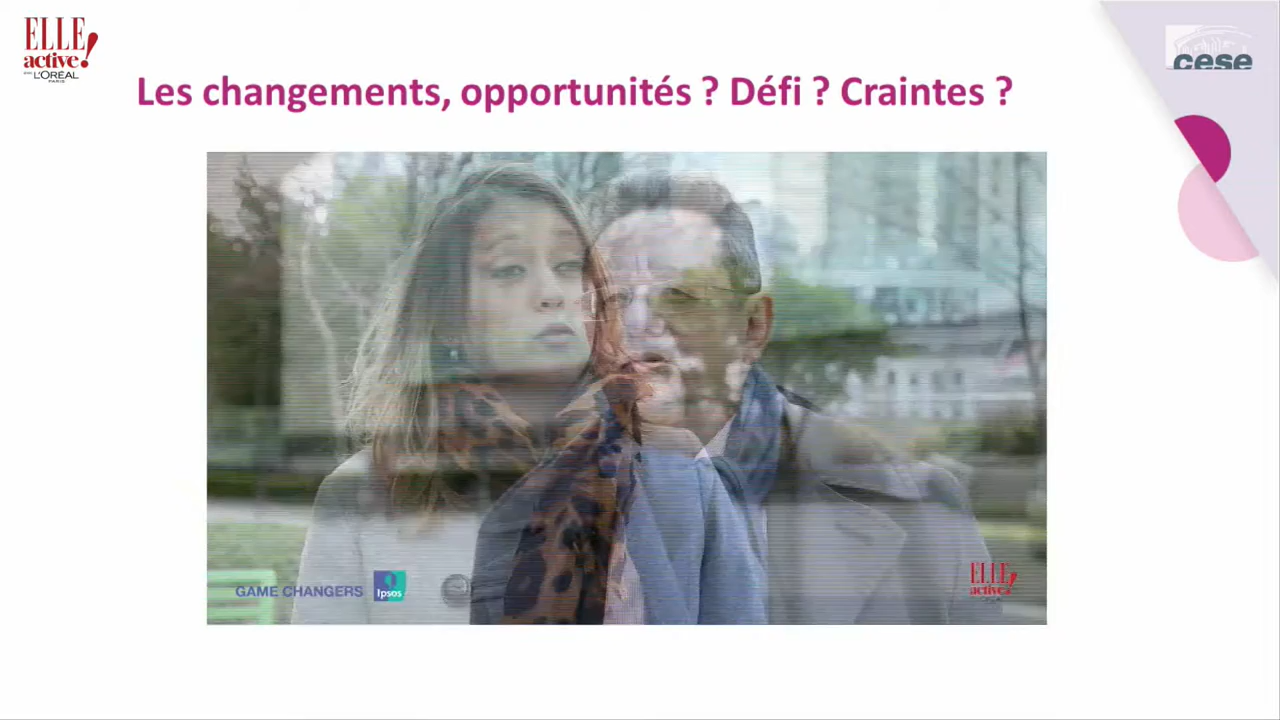 ELLE
active!
L'ORÉAL
PARIS
cese
Les changements, opportunités ? Défi ? Craintes ?
GAME CHANGERS
Ipsos
ELLE
active!